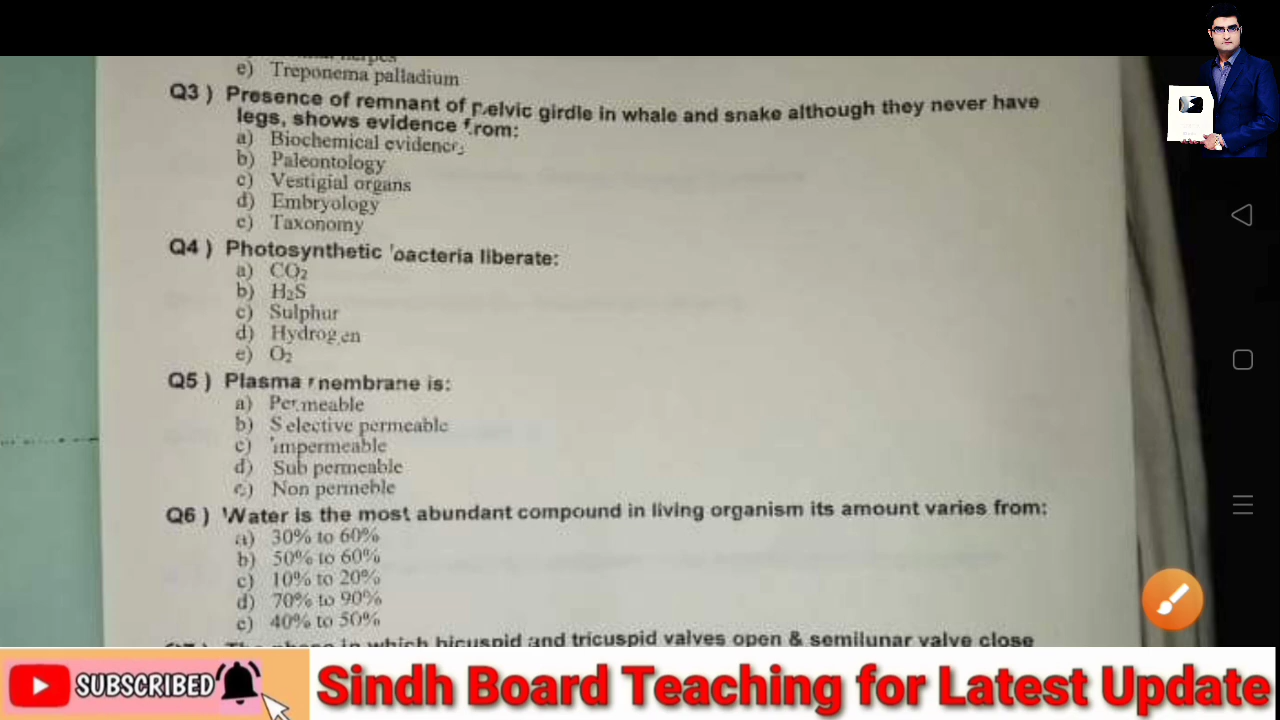 e) Treponema palladium
Q3 ) Presence of remnant of pelvic girdle in whale and snake although they never have
legs, shows evidence from:
a) Biochemical evidence
b) Paleontology
c) Vestigial organs
d) Embryology
e) Taxonomy
Q4 ) Photosynthetic bacteria liberate:
a) CO₂
b) H₂S
c) Sulphur
d) Hydrogen
e) O₂
Q5 ) Plasma membrane is:
a) Permeable
b) Selective permeable
c) impermeable
d) Sub permeable
e) Non permeble
Q6 ) Water is the most abundant compound in living organism its amount varies from:
a) 30% to 60%
b) 50% to 60%
c) 10% to 20%
d) 70% to 90%
e) 40% to 50%
in which bicuspid and tricuspid valves open & semilunar valve close
SUBSCRIBED
Sindh Board Teaching for Latest Update